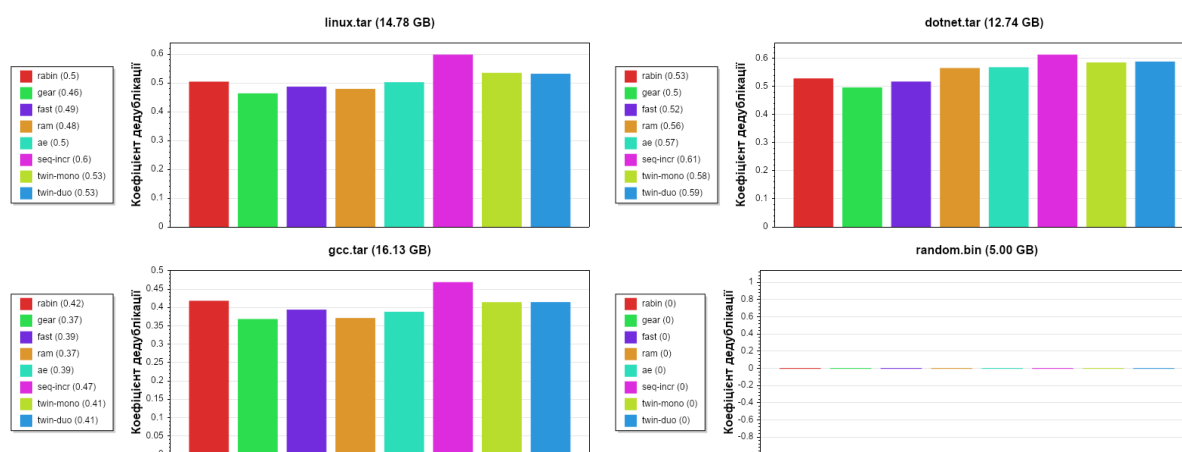 linux.tar (14.78 GB)
rabin (0.5)
gear (0.46)
fast (0.49)
ram (0.48)
ae (0.5)
seq-incr (0.6)
twin-mono (0.53)
twin-duo (0.53)
Коефіцієнт дедублікації
0.6
0.5
0.4
0.3
0.2
0.1
0
dotnet.tar (12.74 GB)
rabin (0.53)
gear (0.5)
fast (0.52)
ram (0.56)
ae (0.57)
seq-incr (0.61)
twin-mono (0.58)
twin-duo (0.59)
Коефіцієнт дедублікації
0.6
0.5
0.4
0.3
0.2
0.1
0
gcc.tar (16.13 GB)
rabin (0.42)
gear (0.37)
fast (0.39)
ram (0.37)
ae (0.39)
seq-incr (0.47)
twin-mono (0.41)
twin-duo (0.41)
Коефіцієнт дедублікації
0.5
0.45
0.4
0.35
0.3
0.25
0.2
0.15
0.1
0.05
0
random.bin (5.00 GB)
rabin (0)
gear (0)
fast (0)
ram (0)
ae (0)
seq-incr (0)
twin-mono (0)
twin-duo (0)
Коефіцієнт дедублікації
1
0.8
0.6
0.4
0.2
0
-0.2
-0.4
-0.6
-0.8